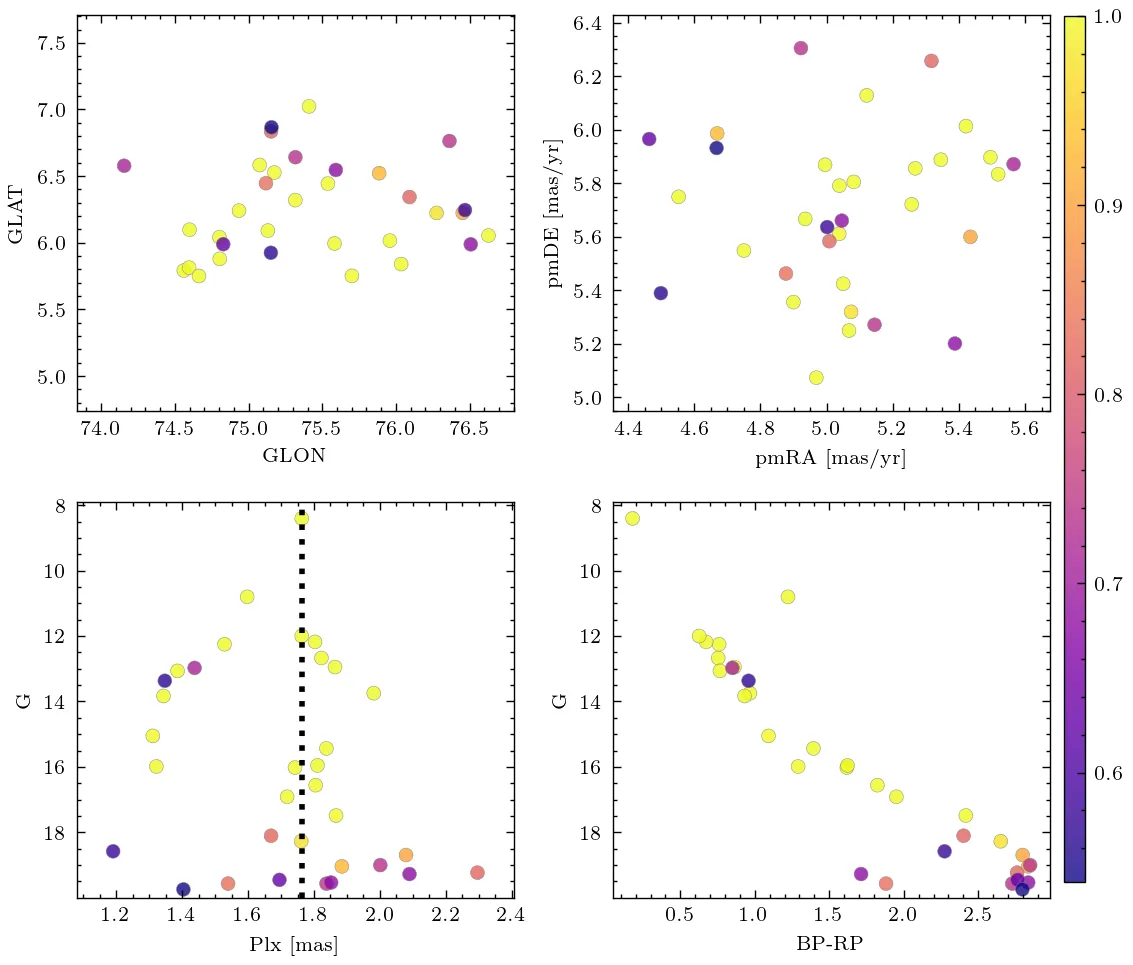 7.5
7.0
6.5
6.0
5.5
5.0
GLAT
74.0 74.5 75.0 75.5 76.0 76.5
GLON
6.4
6.2
6.0
5.8
5.6
5.4
5.2
5.0
pmDE [mas/yr]
4.4 4.6 4.8 5.0 5.2 5.4 5.6
pmRA [mas/yr]
1.0
0.9
0.8
0.7
0.6
8
10
12
14
16
18
G
1.2 1.4 1.6 1.8 2.0 2.2 2.4
Plx [mas]
8
10
12
14
16
18
G
0.5 1.0 1.5 2.0 2.5
BP-RP